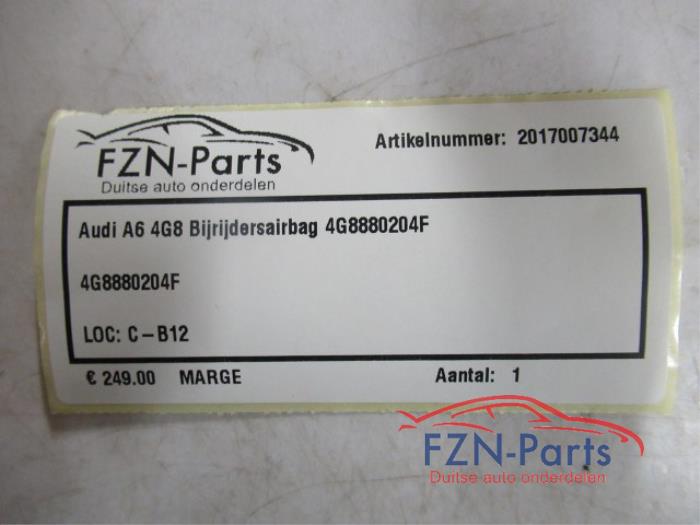 FZN-Parts
Duitse auto onderdelen
Artikelnummer: 2017007344
Audi A6 4G8 Bijrijdersairbag 4G8880204F
4G8880204F
LOC: C-B12
€ 249.00 MARGE Aantal: 1
FZN-Parts
Duitse auto onderdelen